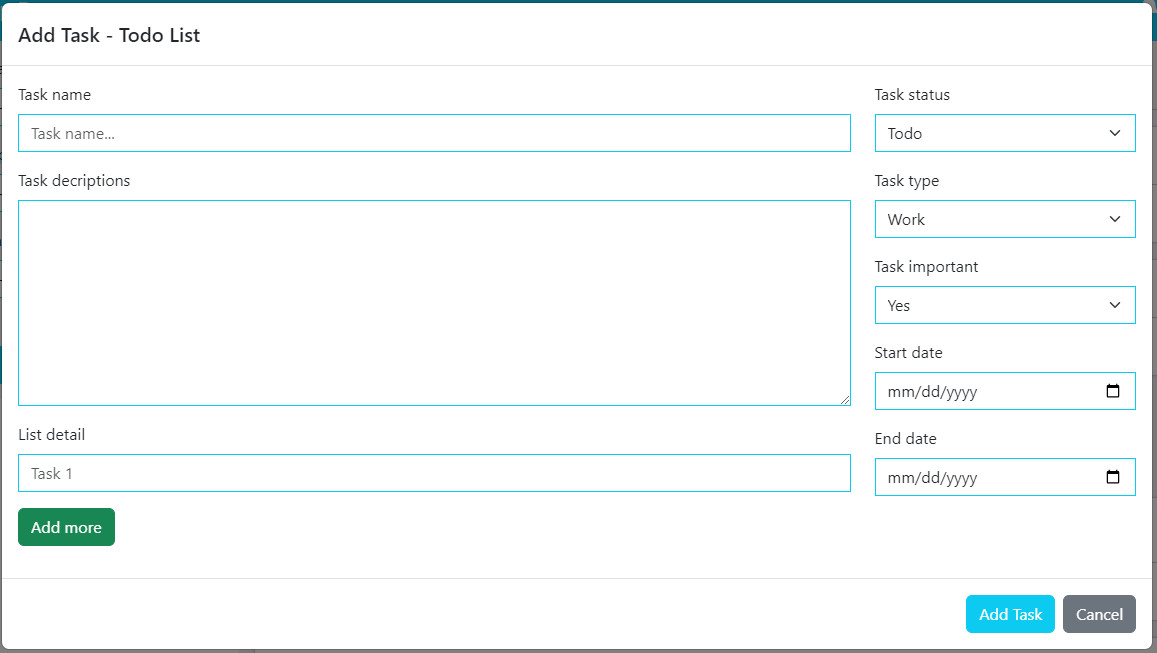 Add Task - Todo List
Task name
Task name...
Task decriptions
List detail
Task 1
Add more
Task status
Todo
Task type
Work
Task important
Yes
Start date
mm/dd/yyyy
End date
mm/dd/yyyy
Add Task
Cancel